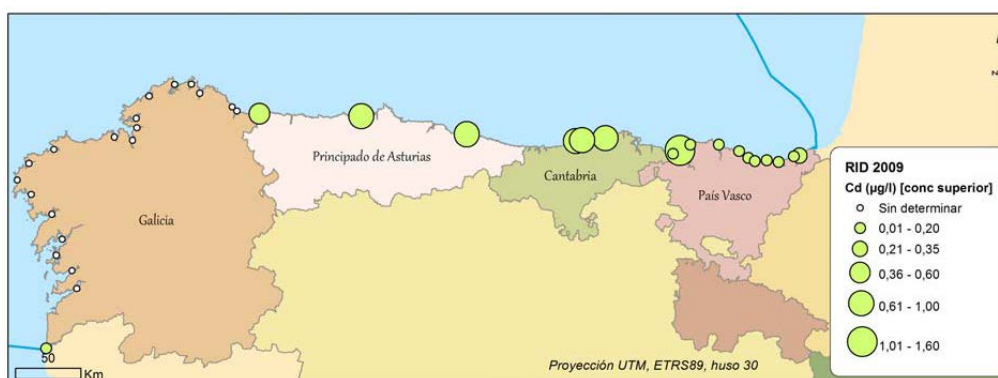 Principado de Asturias
Cantabria
País Vasco
Galicia
RID 2009
Cd (µg/l) [conc superior]
Sin determinar
0,01 - 0,20
0,21 - 0,35
0,36 - 0,60
0,61 - 1,00
1,01 - 1,60
50
Km
Proyección UTM, ETRS89, huso 30